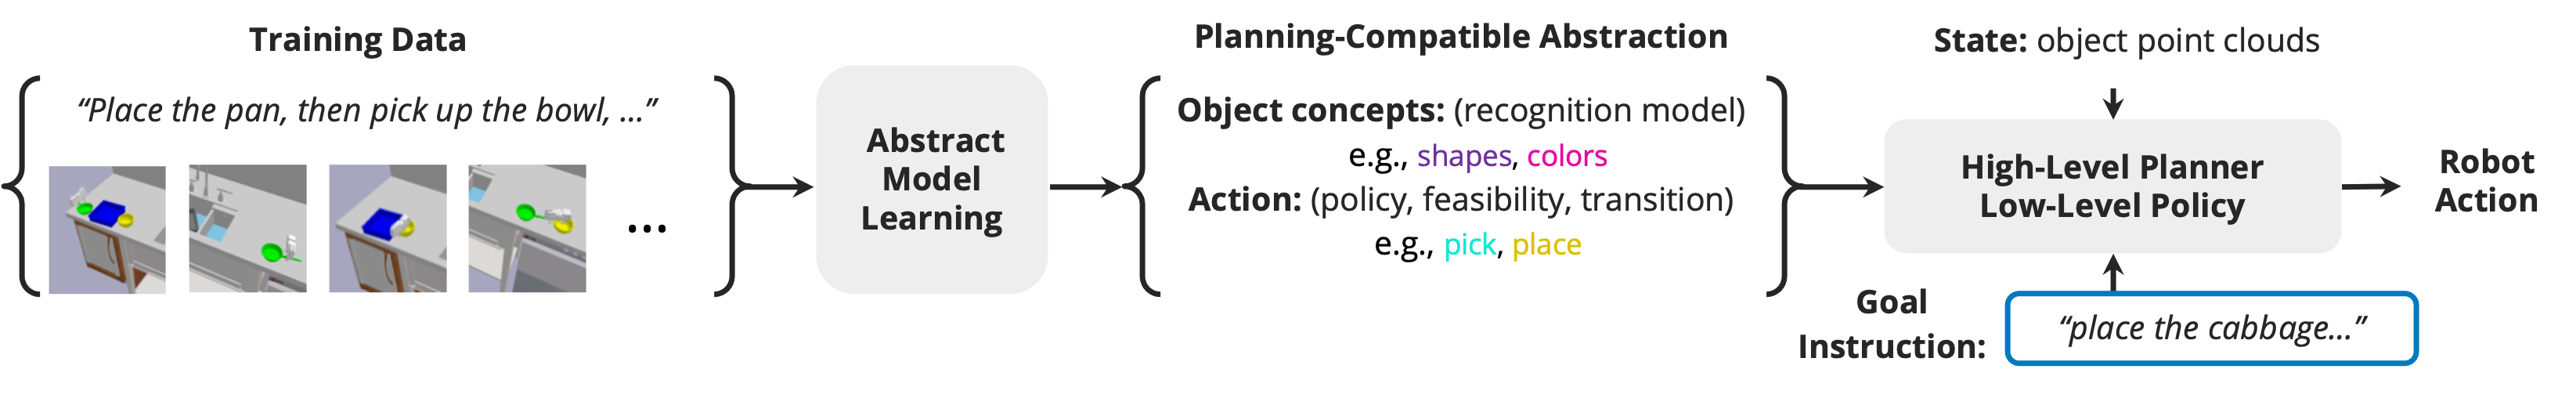 Training Data
“Place the pan, then pick up the bowl, ...”
...
Abstract
Model
Learning
Planning-Compatible Abstraction
Object concepts: (recognition model)
e.g., shapes, colors
Action: (policy, feasibility, transition)
e.g., pick, place
State: object point clouds
High-Level Planner
Low-Level Policy
Goal
Instruction:
“place the cabbage...”
Robot
Action